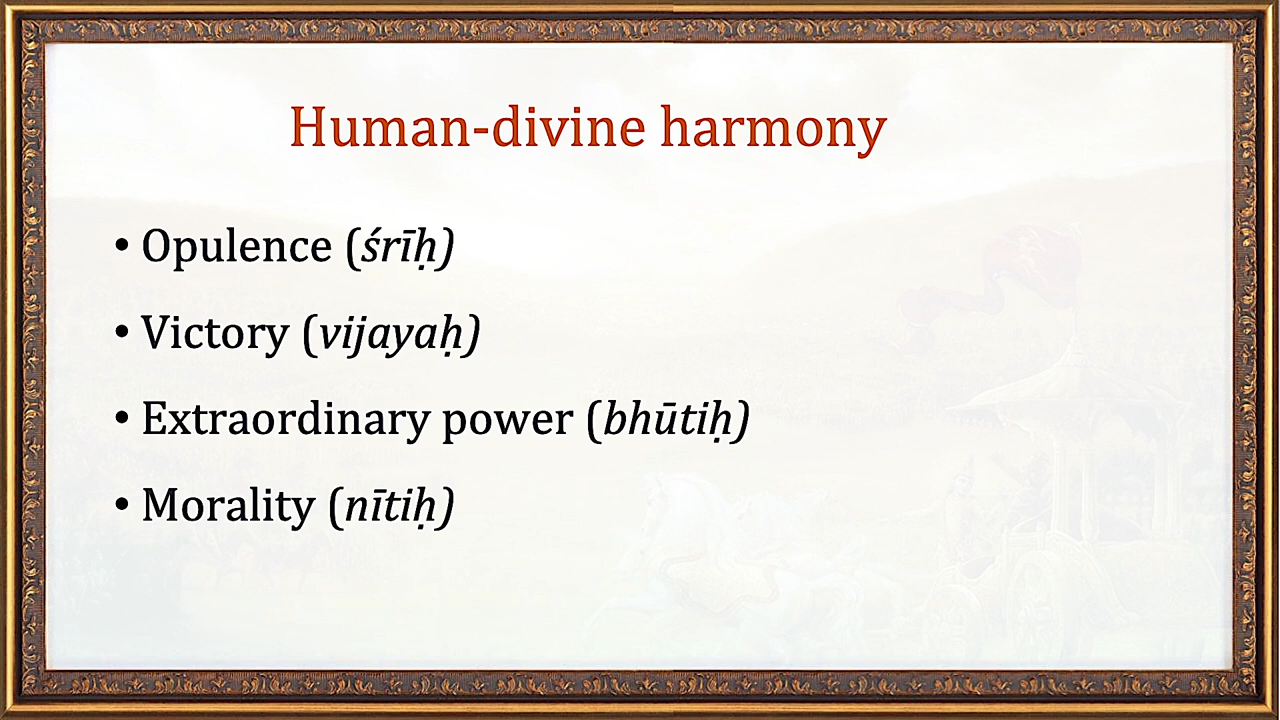 Human-divine harmony
• Opulence (śrīḥ)
• Victory (vijayaḥ)
• Extraordinary power (bhūtiḥ)
• Morality (nītiḥ)